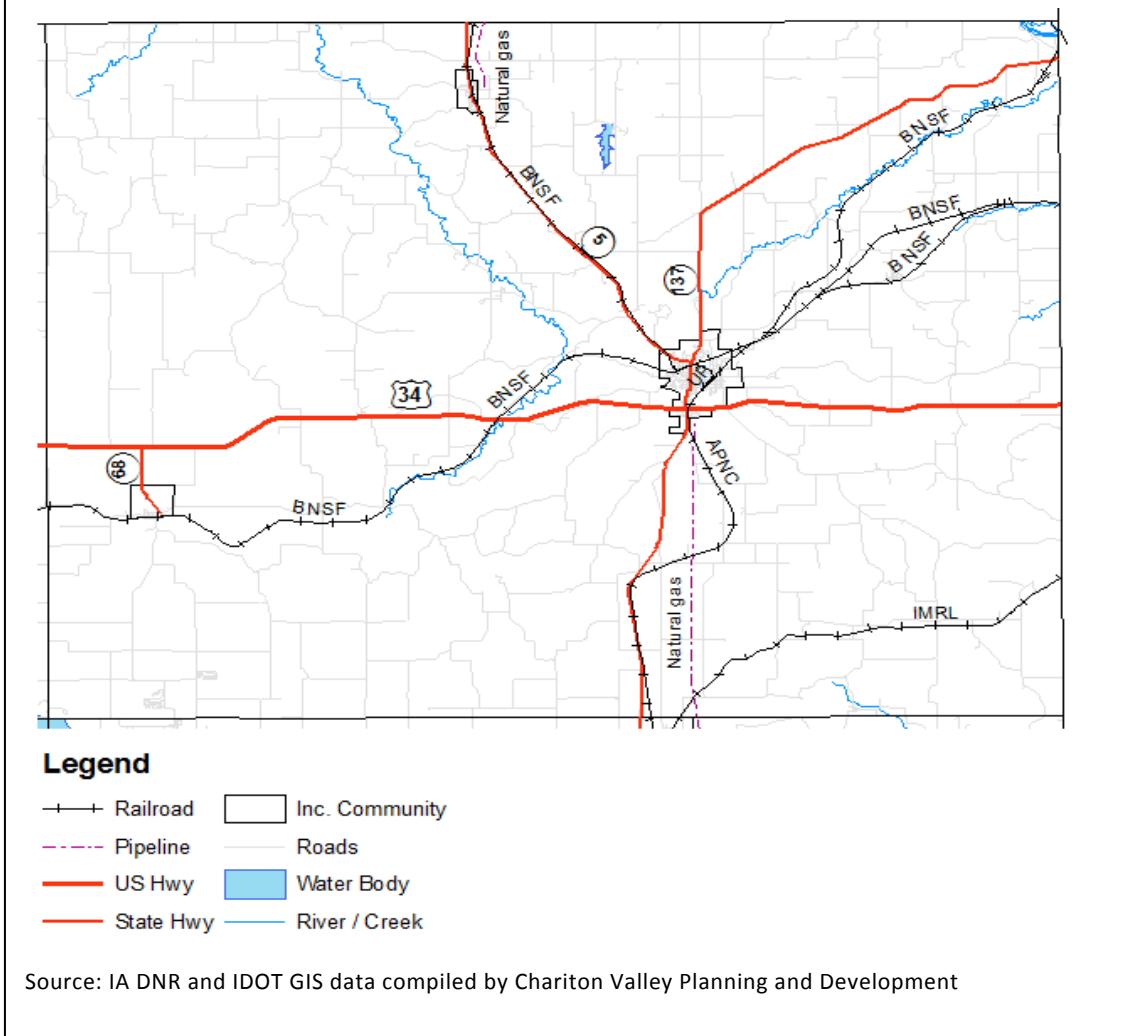 Natural gas
BNSF
BNSF
BNSF
5
137
BNSF
UP
34
BNSF
68
APNC
BNSF
Natural gas
IMRL
Legend
Railroad
Inc. Community
Pipeline
Roads
US Hwy
Water Body
State Hwy
River / Creek
Source: IA DNR and IDOT GIS data compiled by Chariton Valley Planning and Development